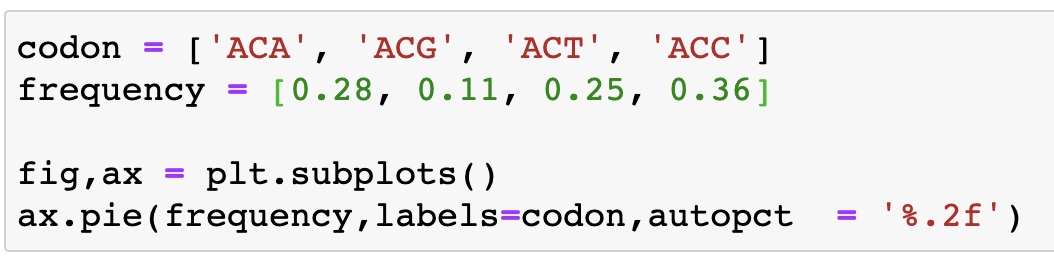 codon = ['ACA', 'ACG', 'ACT', 'ACC']
frequency = [0.28, 0.11, 0.25, 0.36]
fig,ax = plt.subplots()
ax.pie(frequency,labels=codon,autopct  = '%.2f')